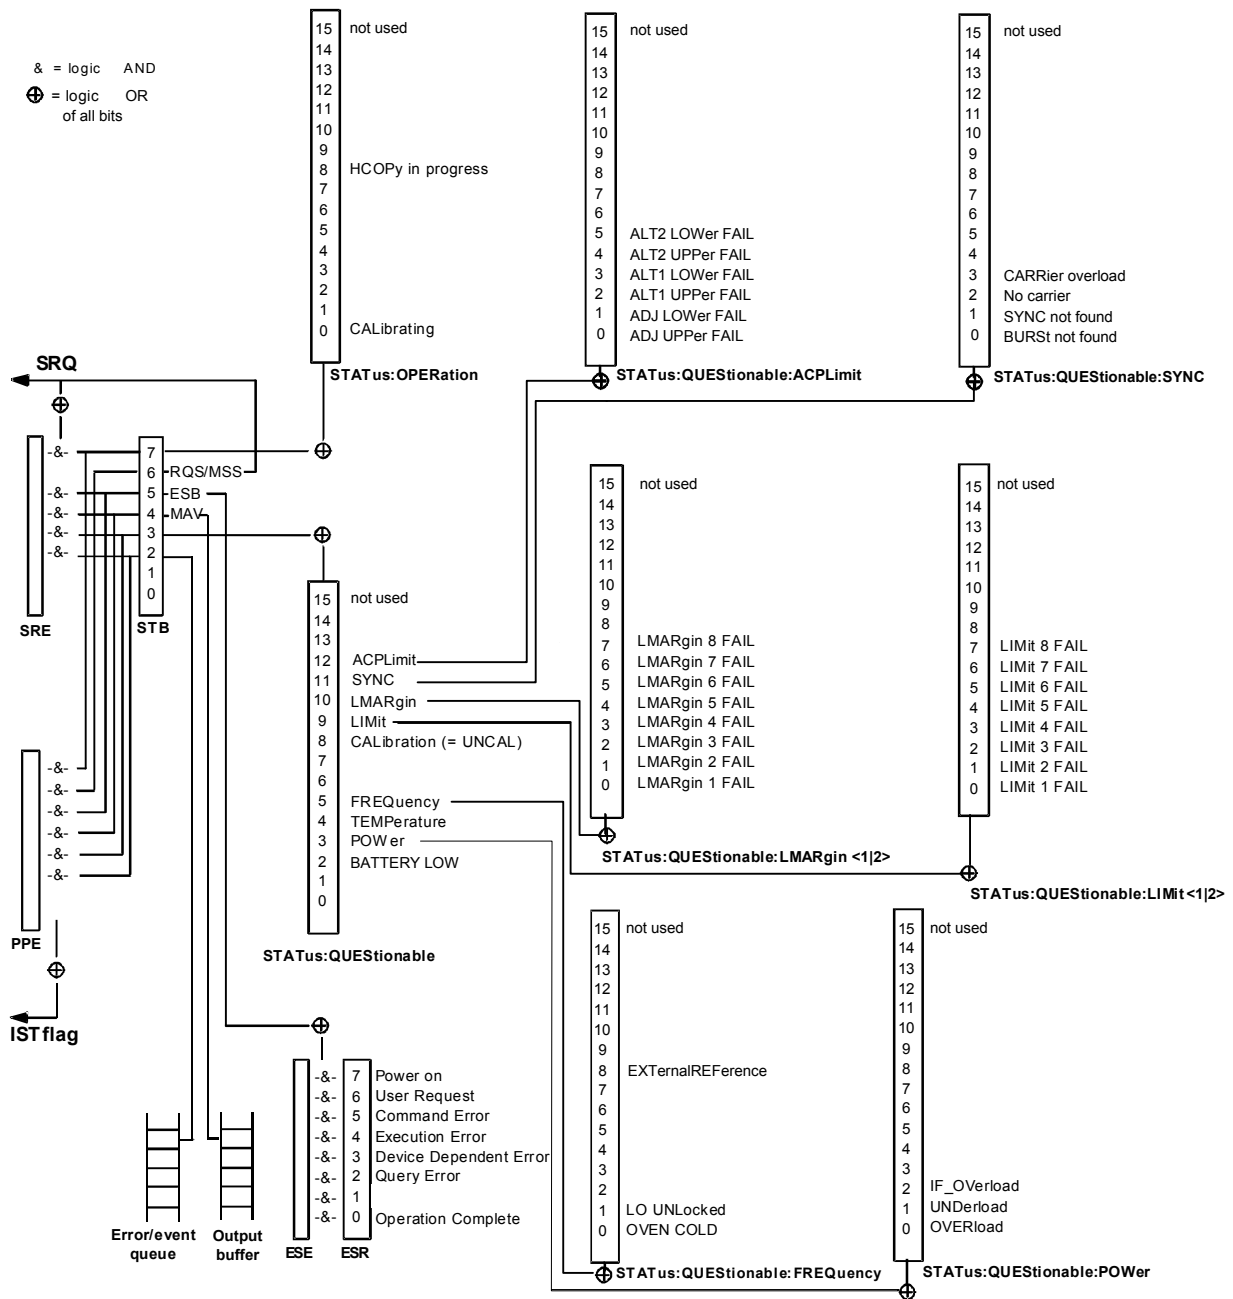 & = logic AND
= logic OR
of all bits
15 not used
14
13
12
11
10
9
8 HCOPy in progress
7
6
5
4
3
2
1
0 CALibrating
STATus:OPERation
15 not used
14
13
12
11
10
9
8
7
6
5 ALT2 LOWer FAIL
4 ALT2 UPPer FAIL
3 ALT1 LOWer FAIL
2 ALT1 UPPer FAIL
1 ADJ LOWer FAIL
0 ADJ UPPer FAIL
STATus:QUEStionable:ACPLimit
15 not used
14
13
12
11
10
9
8
7
6
5
4
3 CARRier overload
2 No carrier
1 SYNC not found
0 BURSt not found
STATus:QUEStionable:SYNC
SRQ
-&- 7
6 RQS/MSS
-&- 5 ESB
-&- 4 MAV
-&- 3
-&- 2
1
0
SRE
STB
15 not used
14
13
12 ACPLimit
11 SYNC
10 LMARgin
9 LIMit
8 CALibration (= UNCAL)
7
6
5 FREQuency
4 TEMPerature
3 POWer
2 BATTERY LOW
1
0
STATus:QUEStionable
15 not used
14
13
12
11
10
9
8
7 LMARgin 8 FAIL
6 LMARgin 7 FAIL
5 LMARgin 6 FAIL
4 LMARgin 5 FAIL
3 LMARgin 4 FAIL
2 LMARgin 3 FAIL
1 LMARgin 2 FAIL
0 LMARgin 1 FAIL
STATus:QUEStionable:LMARgin <1|2>
15 not used
14
13
12
11
10
9
8
7 LIMit 8 FAIL
6 LIMit 7 FAIL
5 LIMit 6 FAIL
4 LIMit 5 FAIL
3 LIMit 4 FAIL
2 LIMit 3 FAIL
1 LIMit 2 FAIL
0 LIMit 1 FAIL
STATus:QUEStionable:LIMit<1|2>
-&-
-&-
-&-
-&-
-&-
-&-
PPE
ISTflag
-&- 7 Power on
-&- 6 User Request
-&- 5 Command Error
-&- 4 Execution Error
-&- 3 Device Dependent Error
-&- 2 Query Error
-&- 1
-&- 0 Operation Complete
ESE
ESR
Error/event
queue
Output
buffer
15 not used
14
13
12
11
10
9
8 EXTernalREFerence
7
6
5
4
3
2
1 LO UNLocked
0 OVEN COLD
STATus:QUEStionable:FREQuency
15 not used
14
13
12
11
10
9
8
7
6
5
4
3
2 IF_OVerload
1 UNDerload
0 OVERload
STATus:QUEStionable:POWer